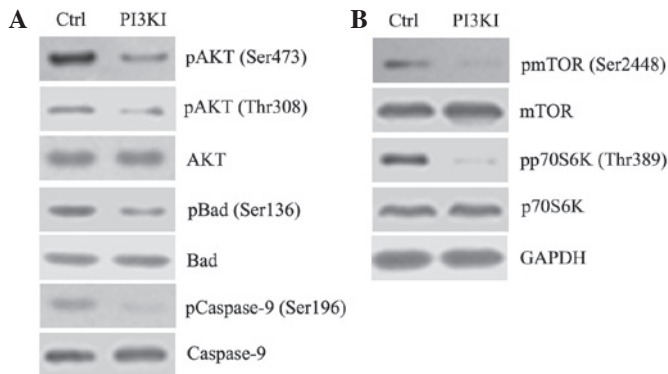 A
Ctrl PI3KI
pAKT (Ser473)
pAKT (Thr308)
AKT
pBad (Ser136)
Bad
pCaspase-9 (Ser196)
Caspase-9
B
Ctrl PI3KI
pmTOR (Ser2448)
mTOR
pp70S6K (Thr389)
p70S6K
GAPDH